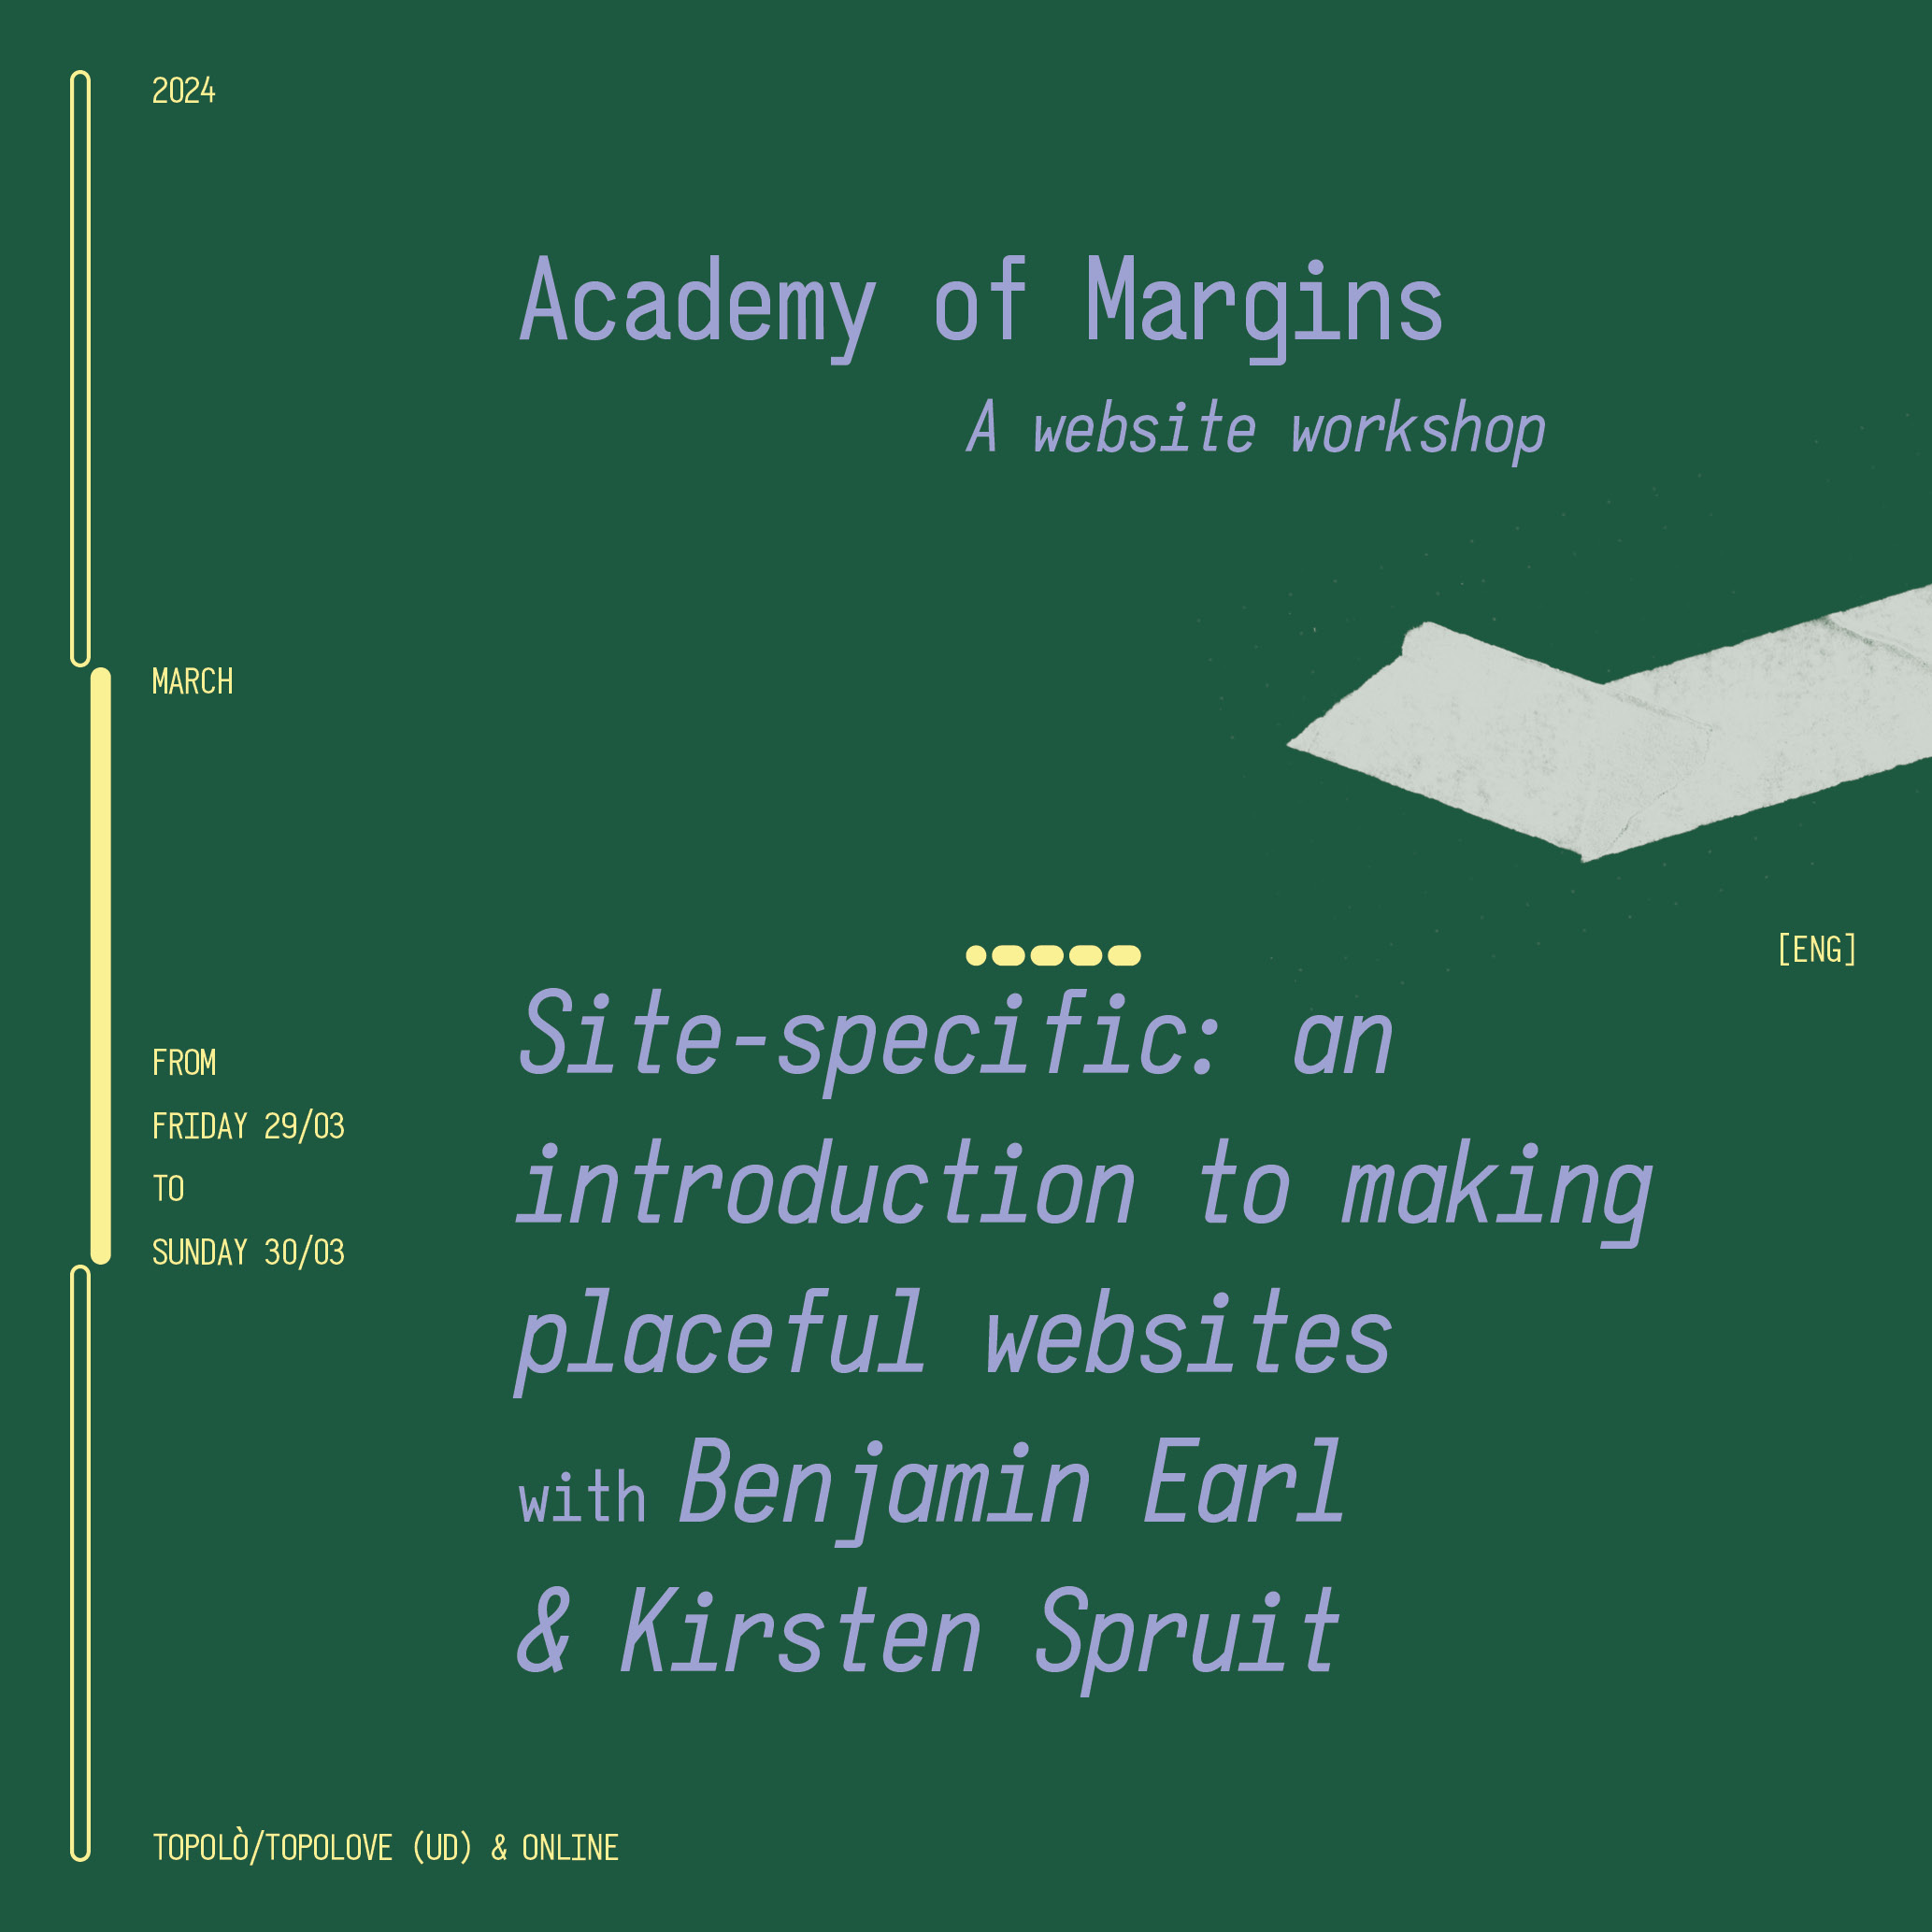 2024
Academy of Margins
A website workshop
MARCH
[ENG]
Site-specific: an
introduction to making
placeful websites
with Benjamin Earl
& Kirsten Spruit
FROM
FRIDAY 29/03
TO
SUNDAY 30/03
TOPOLÒ/TOPOLOVE (UD) & ONLINE